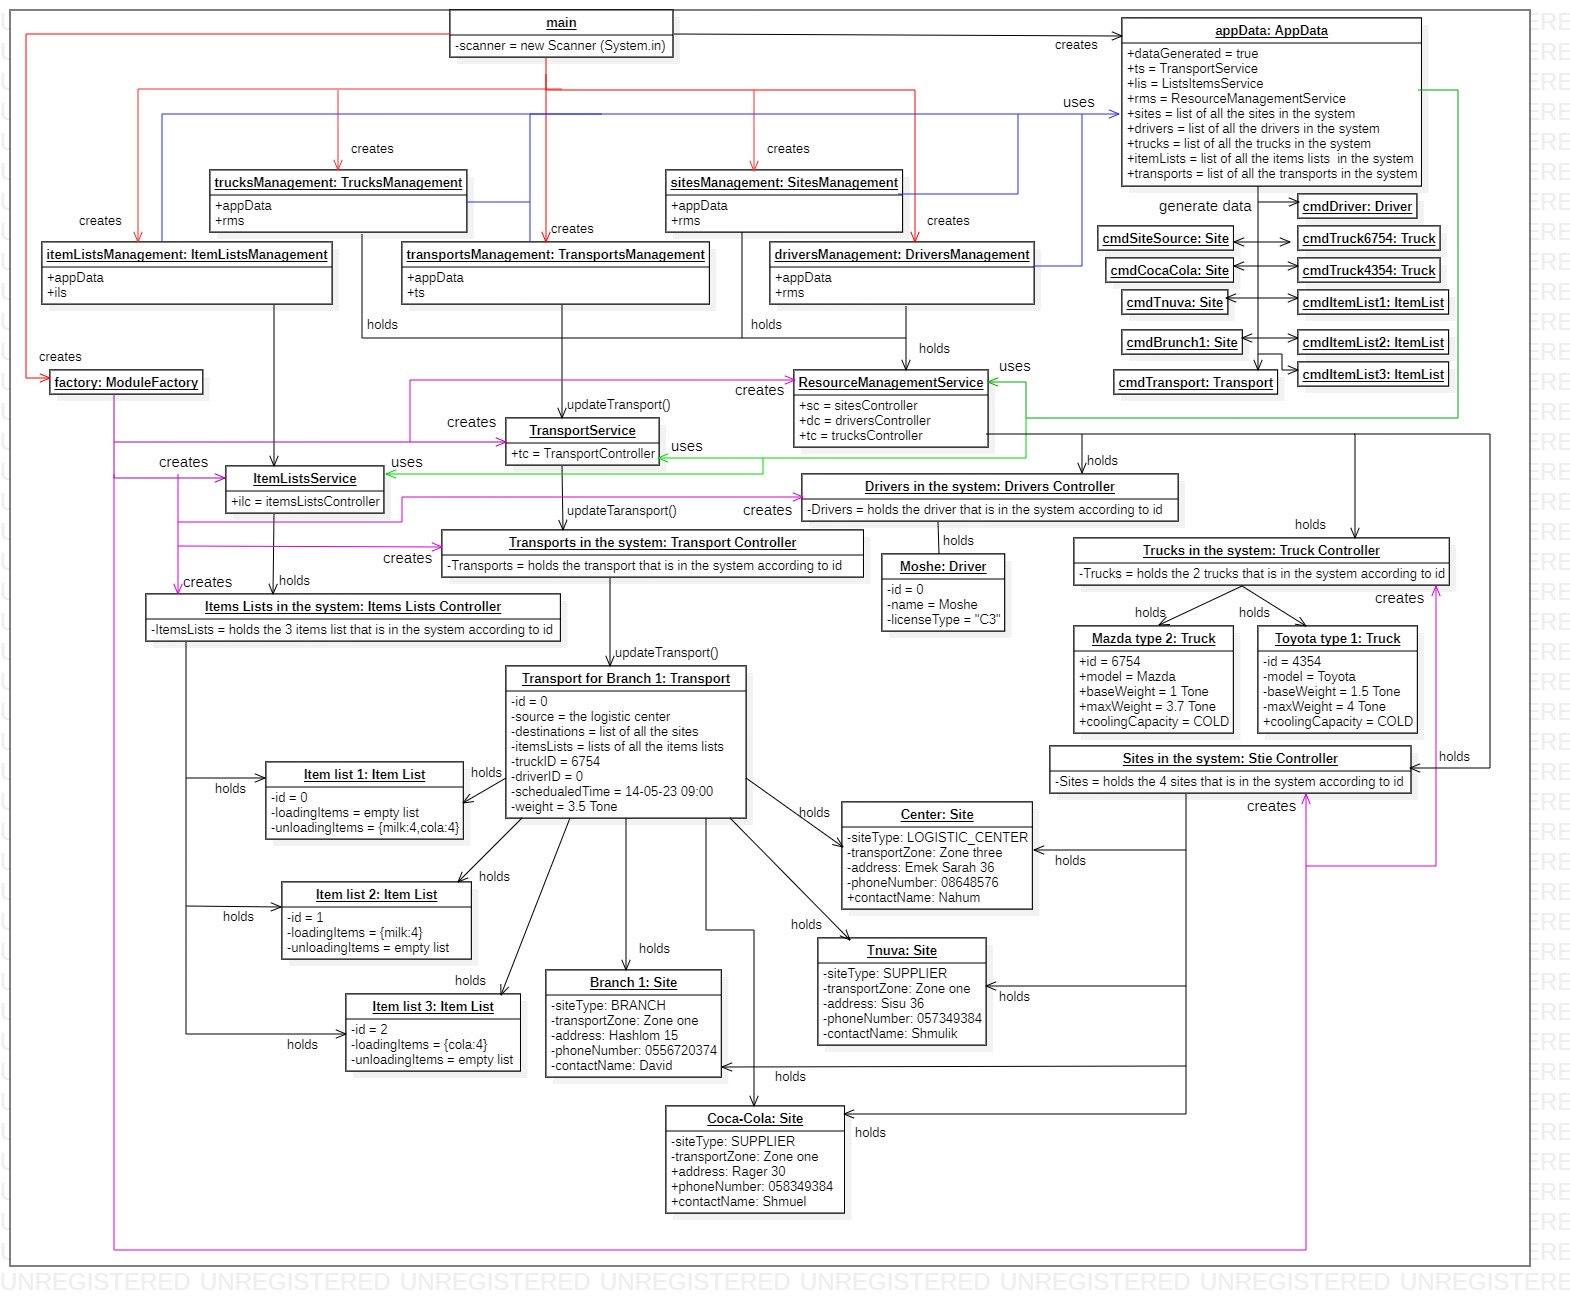 main
-scanner = new Scanner (System.in)
creates
appData: AppData
+dataGenerated = true
+ts = TransportService
+lis = ListsItemsService
+rms = ResourceManagementService
+sites = list of all the sites in the system
+drivers = list of all the drivers in the system
+trucks = list of all the trucks in the system
+itemLists = list of all the items lists  in the system
+transports = list of all the transports in the system
uses
creates
creates
trucksManagement: TrucksManagement
+appData
+rms
sitesManagement: SitesManagement
+appData
+rms
creates
creates
creates
itemListsManagement: ItemListsManagement
+appData
+ils
transportsManagement: TransportsManagement
+appData
+ts
driversManagement: DriversManagement
+appData
+rms
generate data
cmdDriver: Driver
cmdSiteSource: Site
cmdTruck6754: Truck
cmdCocaCola: Site
cmdTruck4354: Truck
cmdTnuva: Site
cmdItemList1: ItemList
cmdBrunch1: Site
cmdItemList2: ItemList
cmdTransport: Transport
cmdItemList3: ItemList
holds
holds
holds
creates
factory: ModuleFactory
uses
creates
ResourceManagementService
+sc = sitesController
+dc = driversController
+tc = trucksController
updateTransport()
creates
TransportService
+tc = TransportController
uses
creates
uses
ItemListsService
+ilc = itemsListsController
holds
Drivers in the system: Drivers Controller
-Drivers = holds the driver that is in the system according to id
creates
updateTaransport()
holds
Transports in the system: Transport Controller
-Transports = holds the transport that is in the system according to id
creates
holds
Trucks in the system: Truck Controller
-Trucks = holds the 2 trucks that is in the system according to id
creates
Moshe: Driver
-id = 0
-name = Moshe
-licenseType = "C3"
creates
holds
Items Lists in the system: Items Lists Controller
-ItemsLists = holds the 3 items list that is in the system according to id
holds
holds
Mazda type 2: Truck
+id = 6754
+model = Mazda
+baseWeight = 1 Tone
+maxWeight = 3.7 Tone
+coolingCapacity = COLD
Toyota type 1: Truck
-id = 4354
-model = Toyota
-baseWeight = 1.5 Tone
-maxWeight = 4 Tone
+coolingCapacity = COLD
updateTransport()
Transport for Branch 1: Transport
-id = 0
-source = the logistic center
-destinations = list of all the sites
-itemsLists = lists of all the items lists
-truckID = 6754
-driverID = 0
-schedualedTime = 14-05-23 09:00
-weight = 3.5 Tone
holds
Sites in the system: Stie Controller
-Sites = holds the 4 sites that is in the system according to id
creates
holds
holds
Item list 1: Item List
-id = 0
-loadingItems = empty list
-unloadingItems = {milk:4,cola:4}
holds
Center: Site
-siteType: LOGISTIC_CENTER
-transportZone: Zone three
-address: Emek Sarah 36
-phoneNumber: 08648576
+contactName: Nahum
holds
holds
Item list 2: Item List
-id = 1
-loadingItems = {milk:4}
-unloadingItems = empty list
holds
holds
holds
Tnuva: Site
-siteType: SUPPLIER
-transportZone: Zone one
-address: Sisu 36
-phoneNumber: 057349384
-contactName: Shmulik
holds
holds
Item list 3: Item List
-id = 2
-loadingItems = {cola:4}
-unloadingItems = empty list
holds
Branch 1: Site
-siteType: BRANCH
-transportZone: Zone one
-address: Hashlom 15
-phoneNumber: 0556720374
-contactName: David
holds
Coca-Cola: Site
-siteType: SUPPLIER
-transportZone: Zone one
+address: Rager 30
+phoneNumber: 058349384
+contactName: Shmuel
holds
UNREGISTERED UNREGISTERED UNREGISTERED UNREGISTERED UNREGISTERED UNREGISTERED UNREGISTERED UNREGISTERE